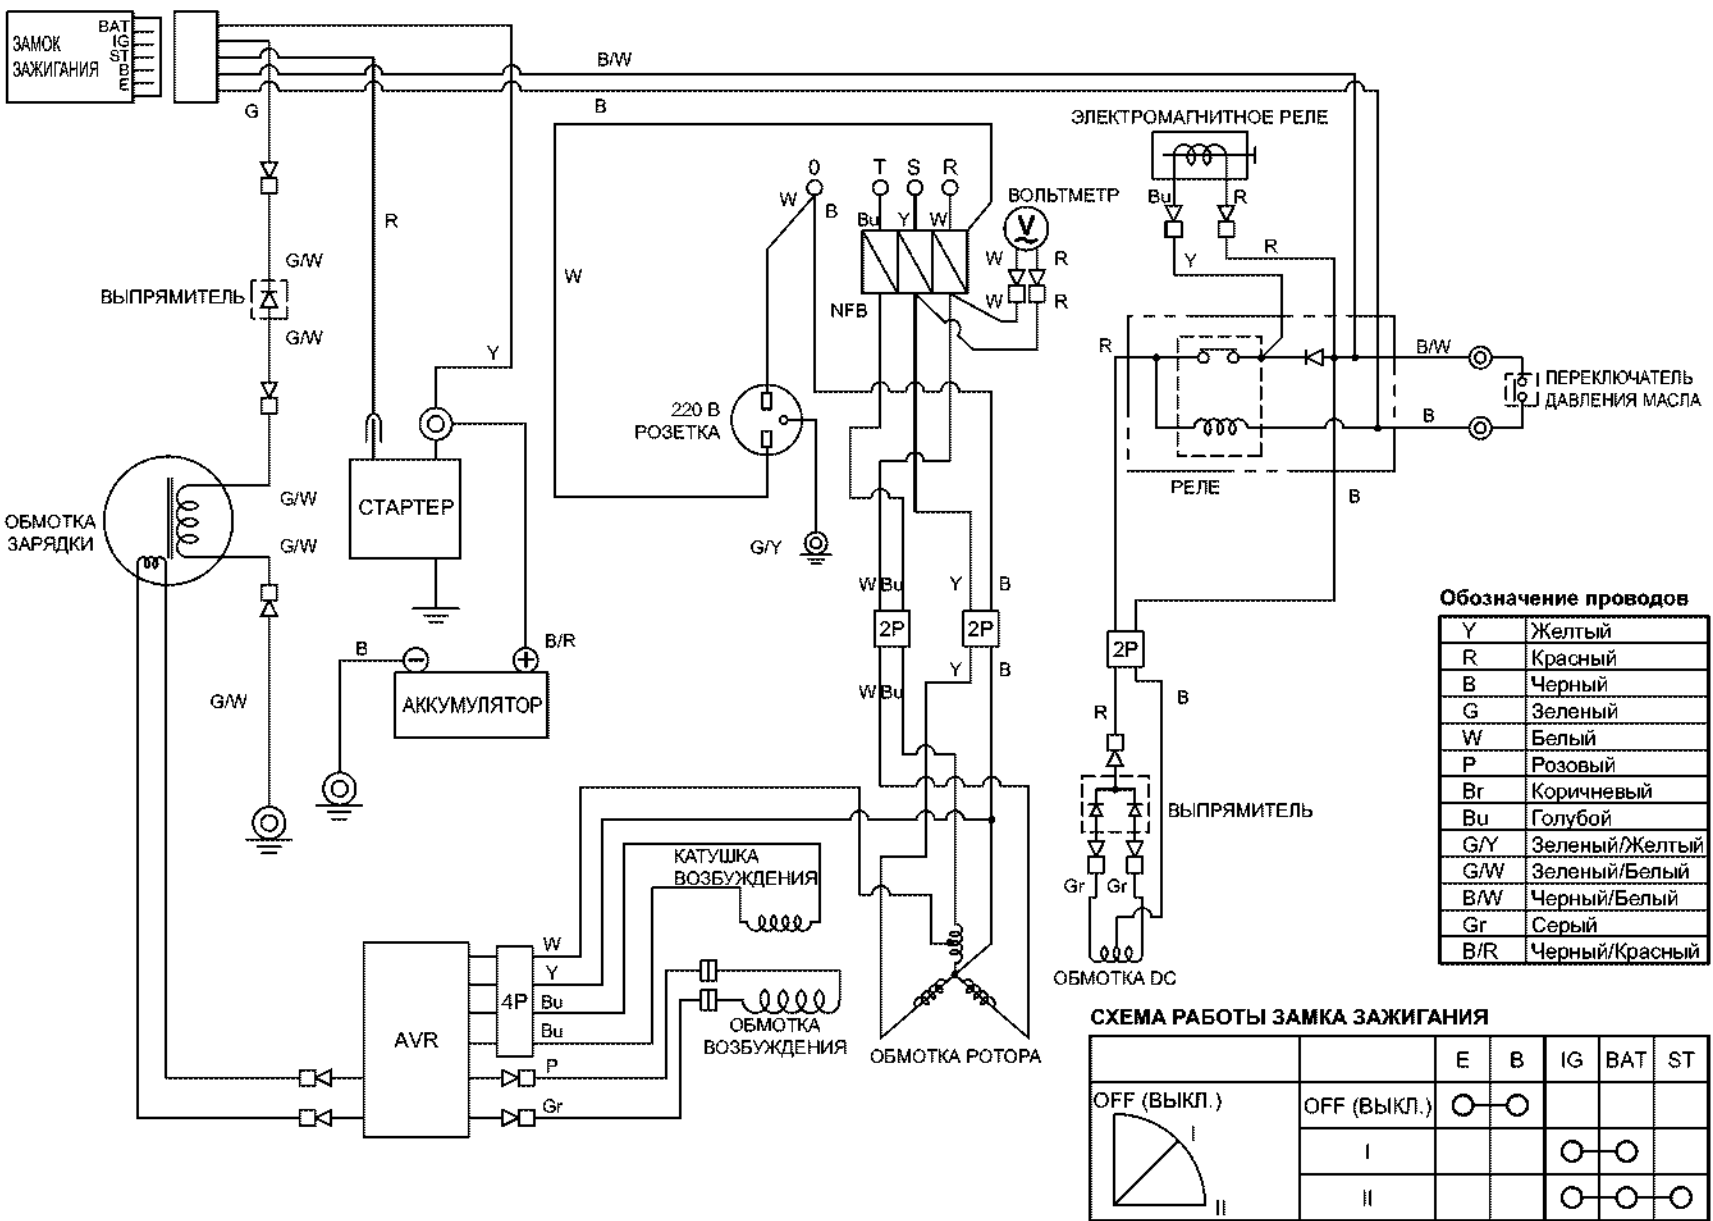 ЗАМОК
ЗАЖИГАНИЯ
BAT
IG
ST
B
E
B/W
B
G
ЭЛЕКТРОМАГНИТНОЕ РЕЛЕ
0
T
S
R
W
B
Bu
Y
W
ВОЛЬТМЕТР
V
Bu
R
R
G/W
W
W
R
Y
R
ВЫПРЯМИТЕЛЬ
NFB
W
R
G/W
Y
R
B/W
ПЕРЕКЛЮЧАТЕЛЬ
ДАВЛЕНИЯ МАСЛА
220 В
РОЗЕТКА
B
РЕЛЕ
B
ОБМОТКА
ЗАРЯДКИ
G/W
G/W
СТАРТЕР
G/Y
W
Bu
Y
B
2P
2P
2P
B
B/R
АККУМУЛЯТОР
G/W
W
Bu
Y
B
R
B
ВЫПРЯМИТЕЛЬ
Gr
Gr
ОБМОТКА DC
КАТУШКА
ВОЗБУЖДЕНИЯ
AVR
4P
W
Y
Bu
Bu
P
Gr
ОБМОТКА
ВОЗБУЖДЕНИЯ
ОБМОТКА РОТОРА
Обозначение проводов
Y Желтый
R Красный
B Черный
G Зеленый
W Белый
P Розовый
Br Коричневый
Bu Голубой
G/Y Зеленый/Желтый
G/W Зеленый/Белый
B/W Черный/Белый
Gr Серый
B/R Черный/Красный
СХЕМА РАБОТЫ ЗАМКА ЗАЖИГАНИЯ
E B IG BAT ST
OFF (ВЫКЛ.)
I
II
OFF (ВЫКЛ.)
I
II